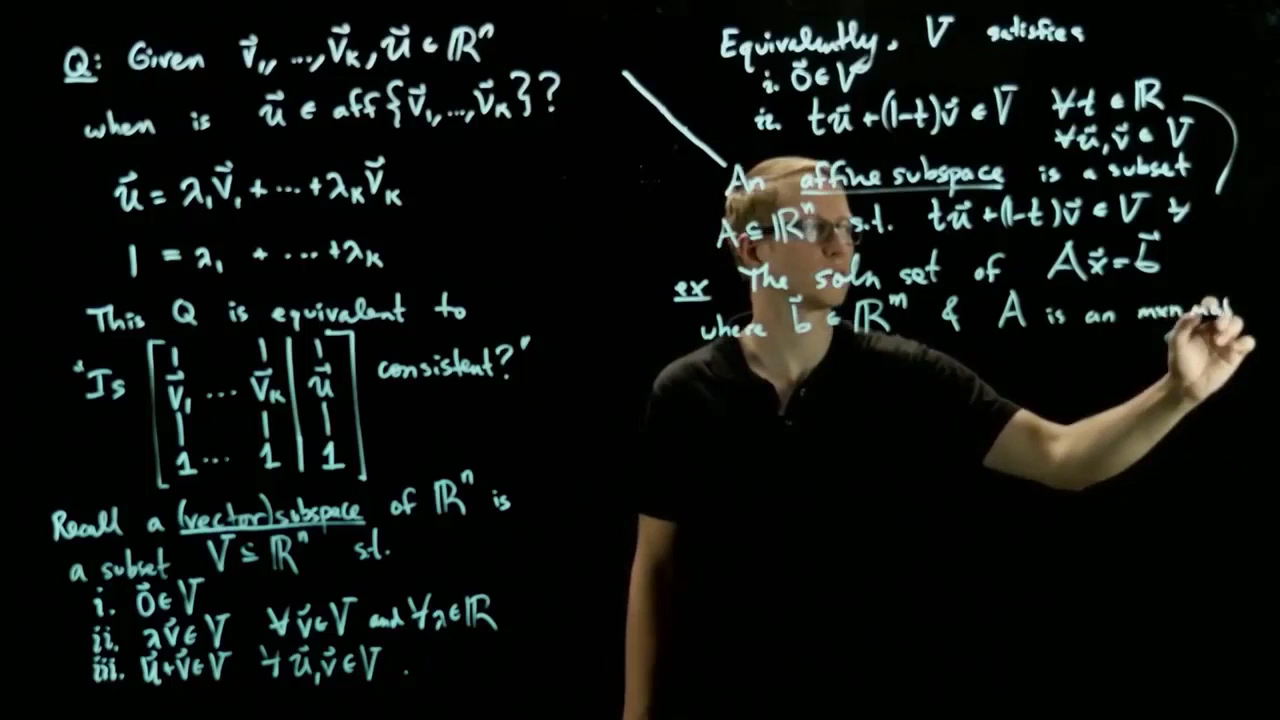 Q: Given v⃗₁, ..., v⃗ₖ, u⃗ ∈ ℝⁿ
when is u⃗ ∈ aff{v⃗₁, ..., v⃗ₖ}??
u⃗ = λ₁v⃗₁ + ... + λₖv⃗ₖ
1 = λ₁ + ... + λₖ
This Q is equivalent to
"Is [ v⃗₁ ... v⃗ₖ | u⃗ ] consistent?"
1 ... 1 | 1
Recall a (vector) subspace of ℝⁿ is
a subset V ⊆ ℝⁿ s.t.
i. 0⃗ ∈ V
ii. λv⃗ ∈ V ∀ v⃗ ∈ V and ∀ λ ∈ ℝ
iii. u⃗ + v⃗ ∈ V ∀ u⃗, v⃗ ∈ V.
Equivalently, V satisfies
i. 0⃗ ∈ V
ii. tu⃗ + (1-t)v⃗ ∈ V ∀ t ∈ ℝ
∀ u⃗, v⃗ ∈ V
An affine subspace is a subset
A ⊆ ℝⁿ s.t. tu⃗ + (1-t)v⃗ ∈ V ∀
ex The soln set of Ax⃗ = b⃗
where b⃗ ∈ ℝᵐ & A is an mxn